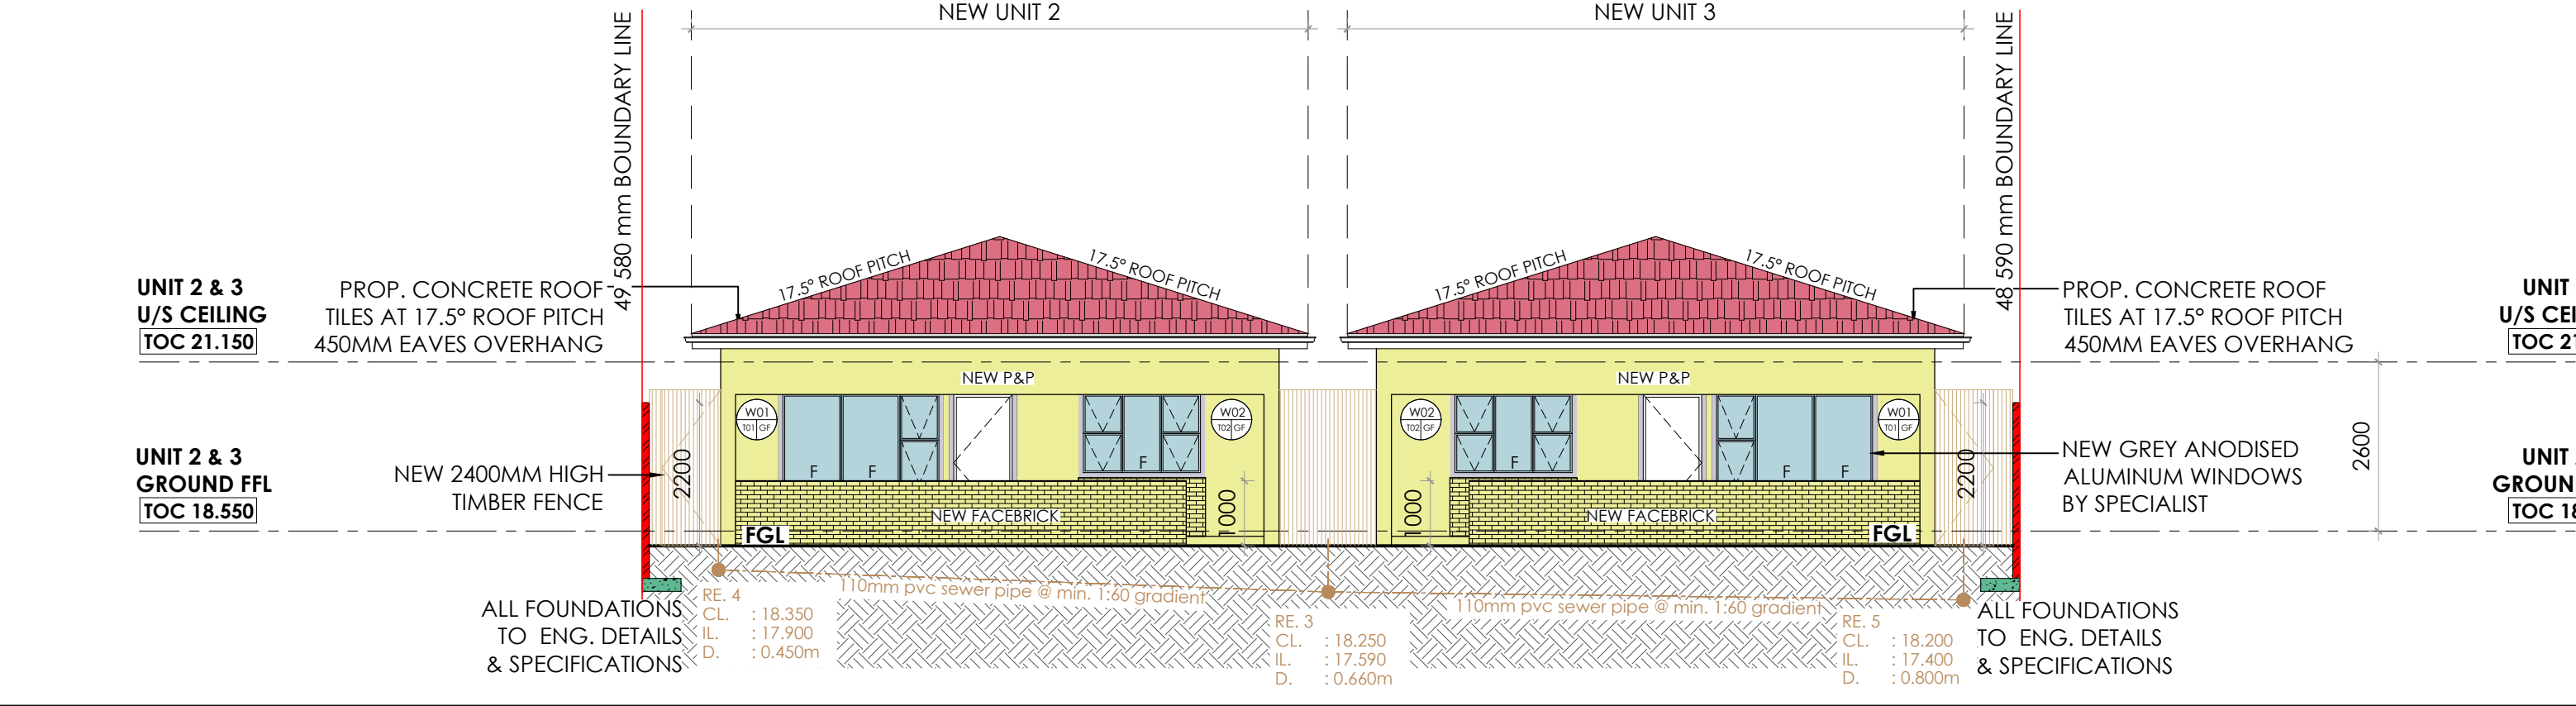 NEW UNIT 2
NEW UNIT 3
49 580 mm BOUNDARY LINE
48 590 mm BOUNDARY LINE
17.5° ROOF PITCH
17.5° ROOF PITCH
17.5° ROOF PITCH
17.5° ROOF PITCH
UNIT 2 & 3
U/S CEILING
TOC 21.150
PROP. CONCRETE ROOF
TILES AT 17.5° ROOF PITCH
450MM EAVES OVERHANG
PROP. CONCRETE ROOF
TILES AT 17.5° ROOF PITCH
450MM EAVES OVERHANG
UNIT
U/S CEI
TOC 21
NEW P&P
NEW P&P
W01
T01 GF
W02
T02 GF
W02
T02 GF
W01
T01 GF
F
F
F
F
F
F
UNIT 2 & 3
GROUND FFL
TOC 18.550
NEW 2400MM HIGH
TIMBER FENCE
2200
1 000
1 000
2200
NEW GREY ANODISED
ALUMINUM WINDOWS
BY SPECIALIST
2600
UNIT
GROUN
TOC 18
NEW FACEBRICK
NEW FACEBRICK
FGL
FGL
110mm pvc sewer pipe @ min. 1:60 gradient
110mm pvc sewer pipe @ min. 1:60 gradient
ALL FOUNDATIONS
TO ENG. DETAILS
& SPECIFICATIONS
RE. 4
CL. : 18.350
IL. : 17.900
D. : 0.450m
RE. 3
CL. : 18.250
IL. : 17.590
D. : 0.660m
RE. 5
CL. : 18.200
IL. : 17.400
D. : 0.800m
ALL FOUNDATIONS
TO ENG. DETAILS
& SPECIFICATIONS